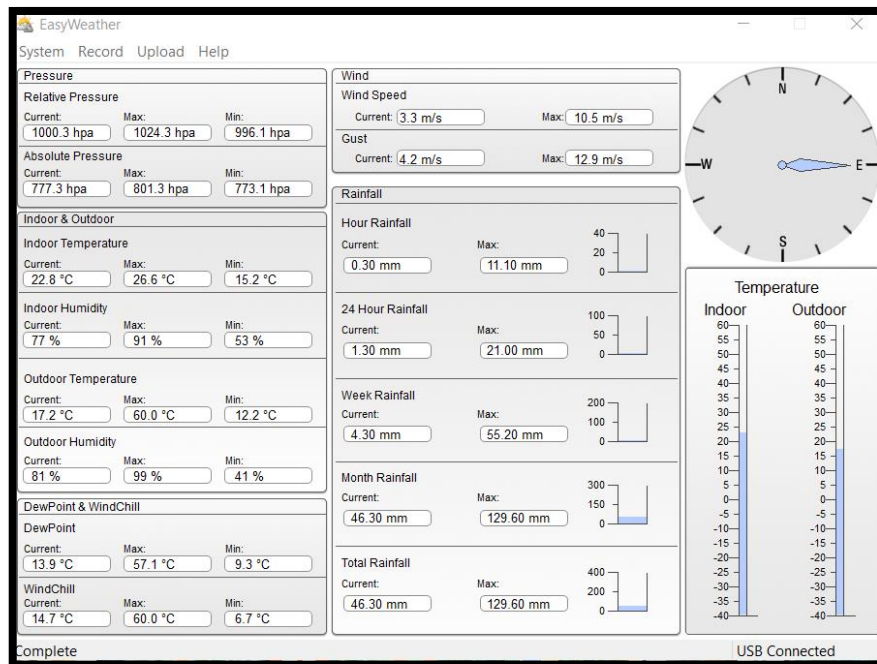 EasyWeather
System Record Upload Help
Pressure
Relative Pressure
Current: Max: Min:
1000.3 hpa 1024.3 hpa 996.1 hpa
Absolute Pressure
Current: Max: Min:
777.3 hpa 801.3 hpa 773.1 hpa
Indoor & Outdoor
Indoor Temperature
Current: Max: Min:
22.8 °C 26.6 °C 15.2 °C
Indoor Humidity
Current: Max: Min:
77 % 91 % 53 %
Outdoor Temperature
Current: Max: Min:
17.2 °C 60.0 °C 12.2 °C
Outdoor Humidity
Current: Max: Min:
81 % 99 % 41 %
DewPoint & WindChill
DewPoint
Current: Max: Min:
13.9 °C 57.1 °C 9.3 °C
WindChill
Current: Max: Min:
14.7 °C 60.0 °C 6.7 °C
Wind
Wind Speed
Current: 3.3 m/s Max: 10.5 m/s
Gust
Current: 4.2 m/s Max: 12.9 m/s
Rainfall
Hour Rainfall
Current: Max:
0.30 mm 11.10 mm
40
20
0
24 Hour Rainfall
Current: Max:
1.30 mm 21.00 mm
100
50
0
Week Rainfall
Current: Max:
4.30 mm 55.20 mm
200
100
0
Month Rainfall
Current: Max:
46.30 mm 129.60 mm
300
150
0
Total Rainfall
Current: Max:
46.30 mm 129.60 mm
400
200
0
N
W E
S
Temperature
Indoor Outdoor
60 60
55 55
50 50
45 45
40 40
35 35
30 30
25 25
20 20
15 15
10 10
5 5
0 0
-5 -5
-10 -10
-15 -15
-20 -20
-25 -25
-30 -30
-35 -35
-40 -40
Complete USB Connected